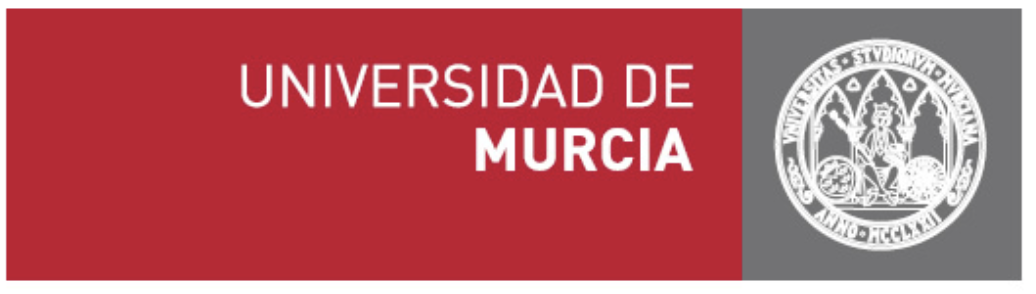 UNIVERSIDAD DE
MURCIA
VNIVERSITAS · STVDIORVM · MVRCIANA
ANNO · MCCLXXII